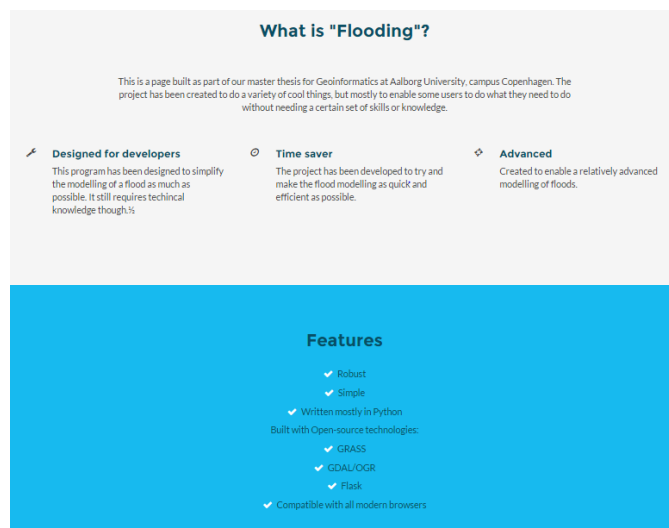 What is "Flooding"?
This is a page built as part of our master thesis for Geoinformatics at Aalborg University, campus Copenhagen. The
project has been created to do a variety of cool things, but mostly to enable some users to do what they need to do
without needing a certain set of skills or knowledge.
Designed for developers
This program has been designed to simplify
the modelling of a flood as much as
possible. It still requires techincal
knowledge though.½
Time saver
The project has been developed to try and
make the flood modelling as quick and
efficient as possible.
Advanced
Created to enable a relatively advanced
modelling of floods.
Features
Robust
Simple
Written mostly in Python
Built with Open-source technologies:
GRASS
GDAL/OGR
Flask
Compatible with all modern browsers